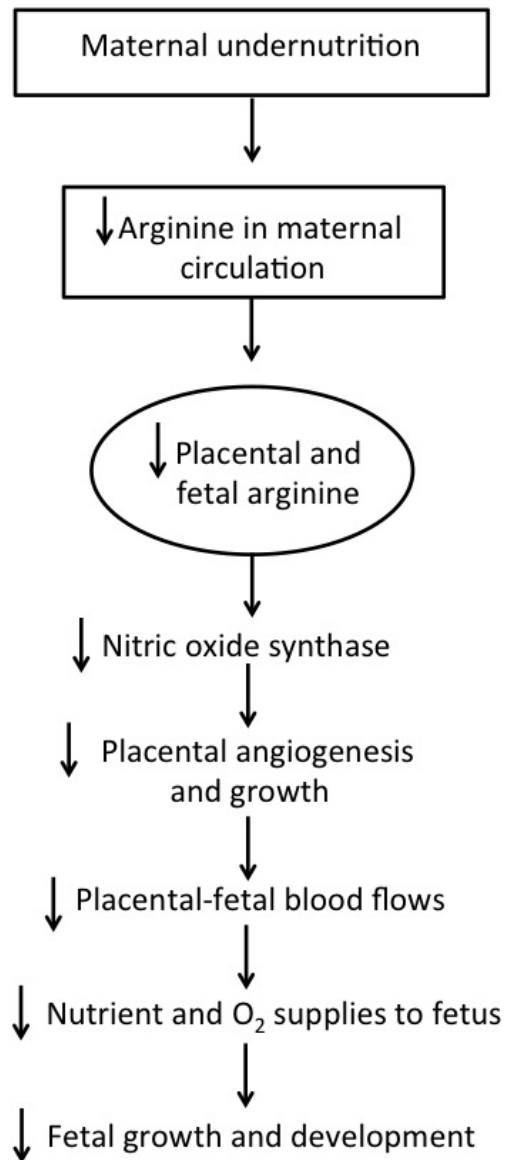 Maternal undernutrition
Arginine in maternal
circulation
Placental and
fetal arginine
Nitric oxide synthase
Placental angiogenesis
and growth
Placental-fetal blood flows
Nutrient and O₂ supplies to fetus
Fetal growth and development